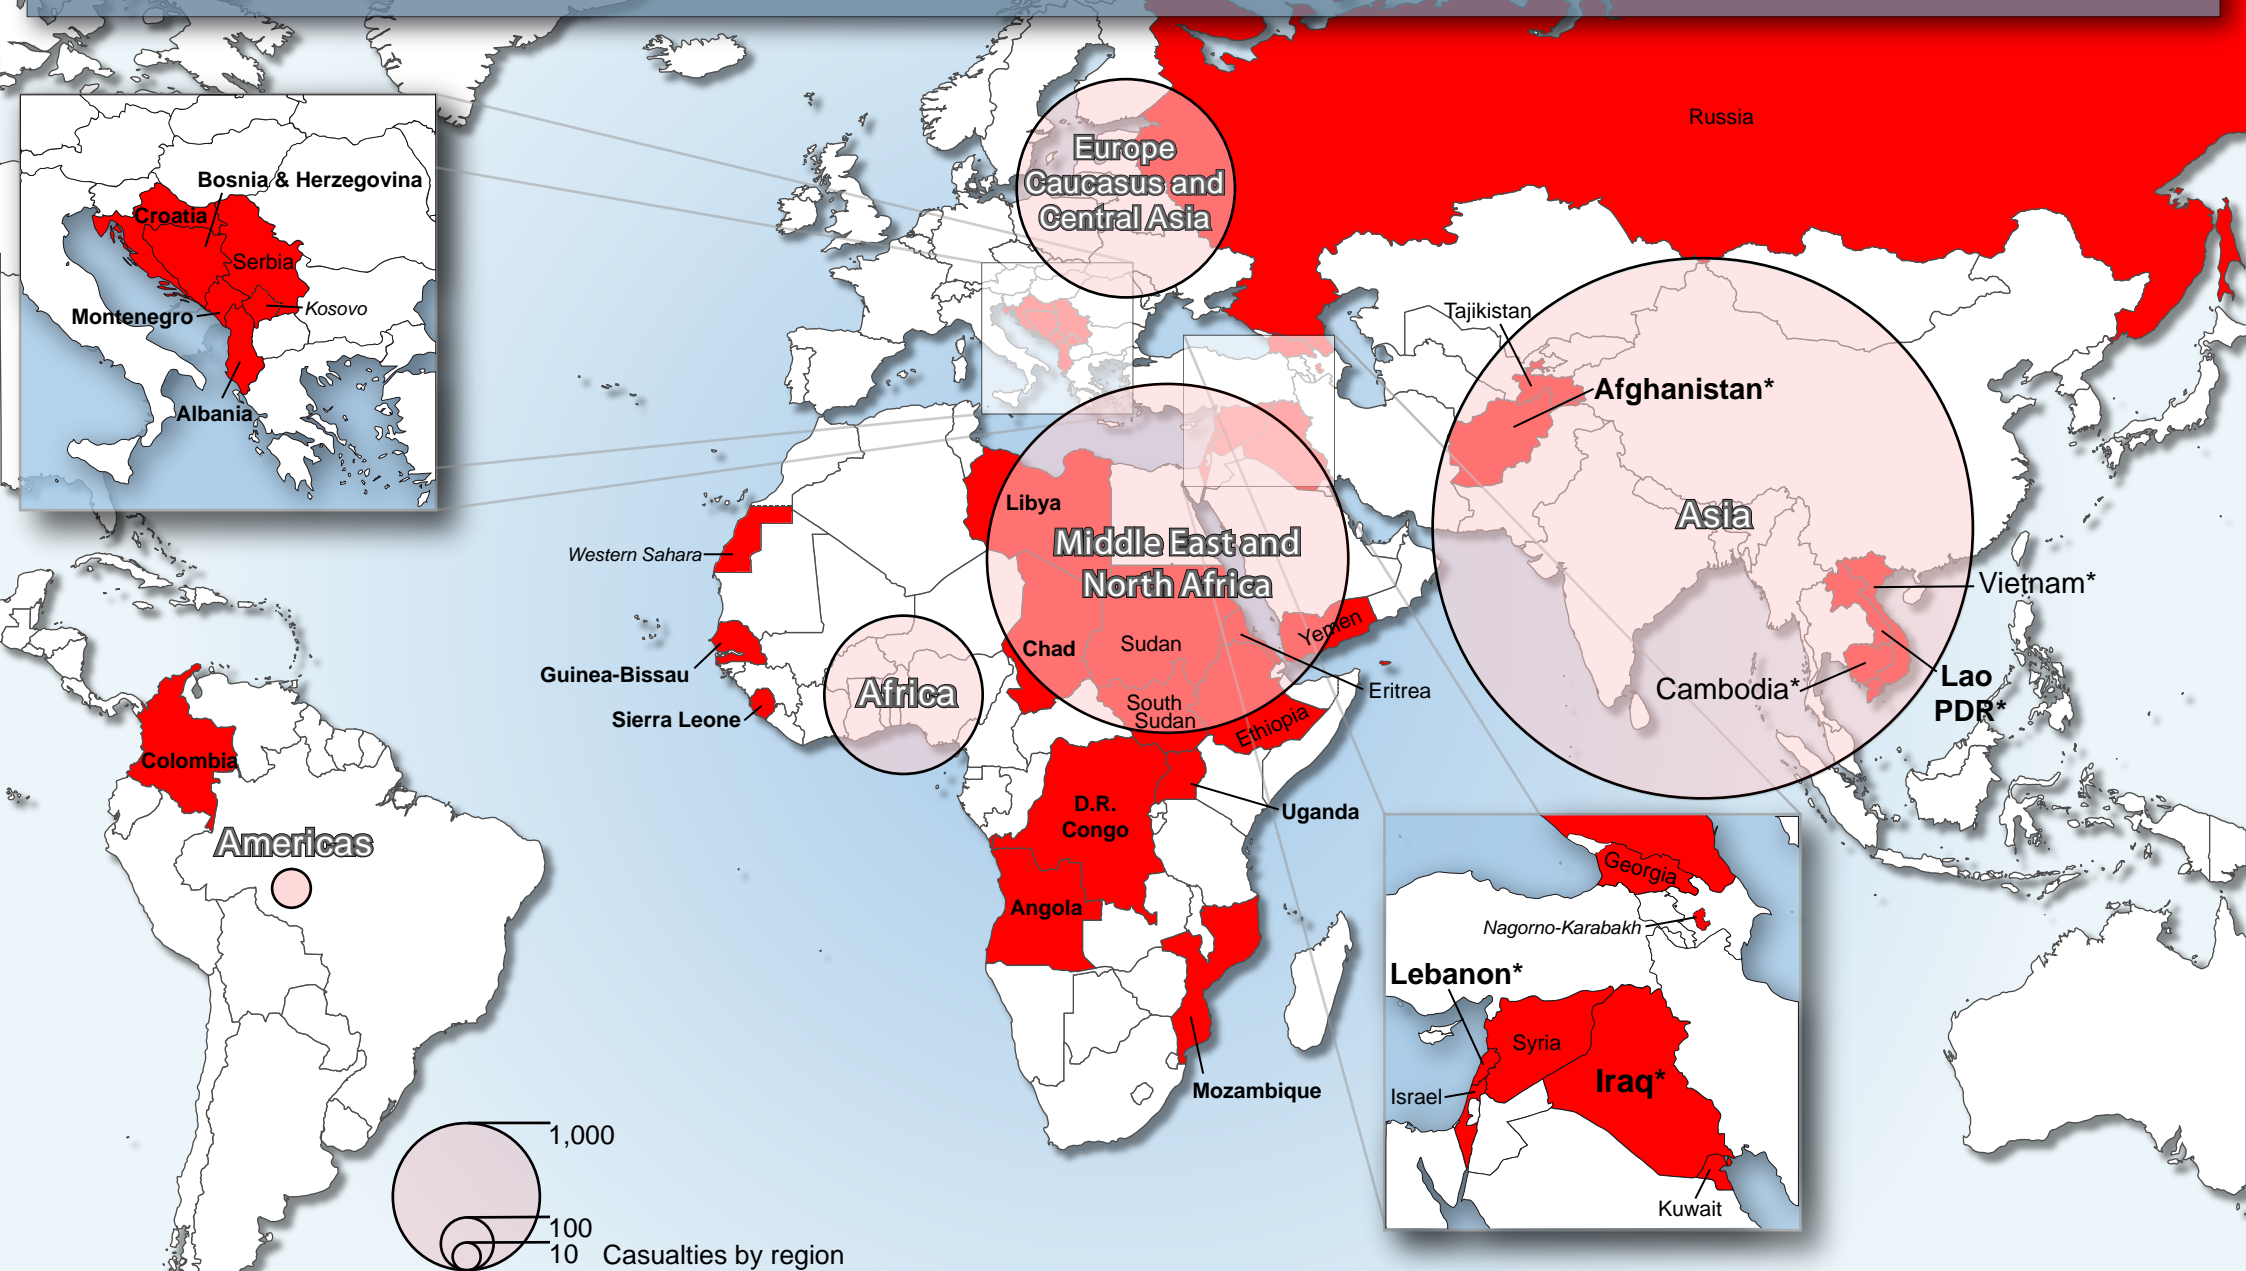 Russia
Europe
Caucasus and
Central Asia
Bosnia & Herzegovina
Croatia
Serbia
Kosovo
Montenegro
Albania
Tajikistan
Afghanistan*
Asia
Vietnam*
Lao
PDR*
Cambodia*
Libya
Middle East and
North Africa
Western Sahara
Chad
Sudan
Yemen
Eritrea
South
Sudan
Ethiopia
Guinea-Bissau
Sierra Leone
Africa
Colombia
Americas
D.R.
Congo
Uganda
Angola
Mozambique
Georgia
Nagorno-Karabakh
Lebanon*
Syria
Iraq*
Israel
Kuwait
1,000
100
10 Casualties by region